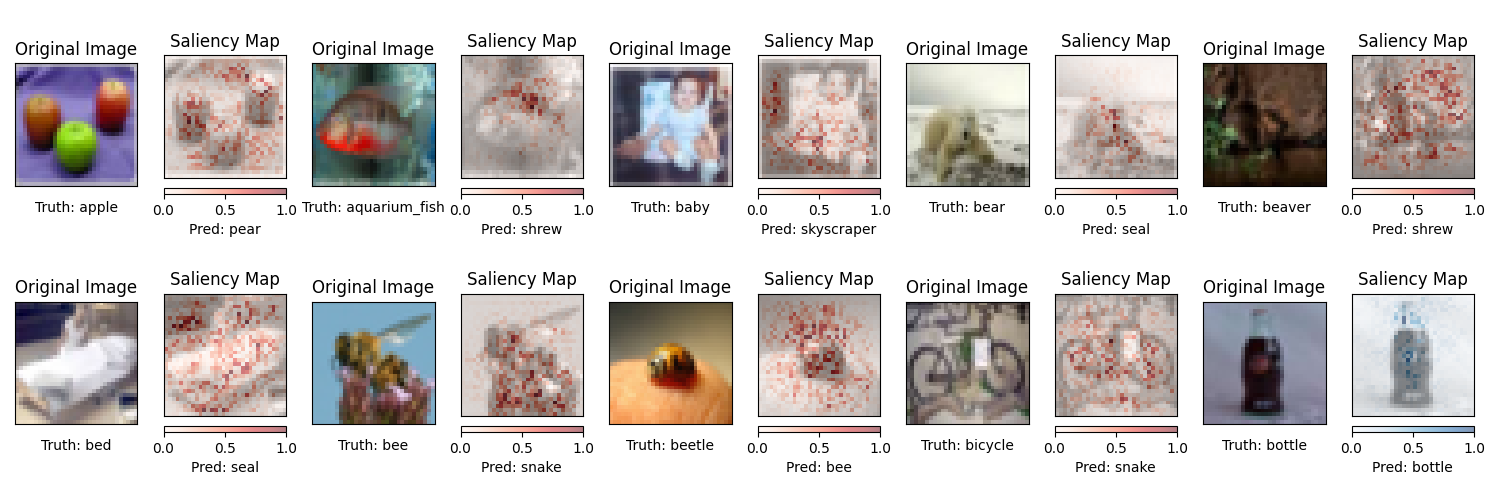 Original Image Saliency Map Original Image Saliency Map Original Image Saliency Map Original Image Saliency Map Original Image Saliency Map
Truth: apple 0.0 0.5 1.0 Truth: aquarium_fish 0.0 0.5 1.0 Truth: baby 0.0 0.5 1.0 Truth: bear 0.0 0.5 1.0 Truth: beaver 0.0 0.5 1.0
Pred: pear Pred: shrew Pred: skyscraper Pred: seal Pred: shrew
Original Image Saliency Map Original Image Saliency Map Original Image Saliency Map Original Image Saliency Map Original Image Saliency Map
Truth: bed 0.0 0.5 1.0 Truth: bee 0.0 0.5 1.0 Truth: beetle 0.0 0.5 1.0 Truth: bicycle 0.0 0.5 1.0 Truth: bottle 0.0 0.5 1.0
Pred: seal Pred: snake Pred: bee Pred: snake Pred: bottle